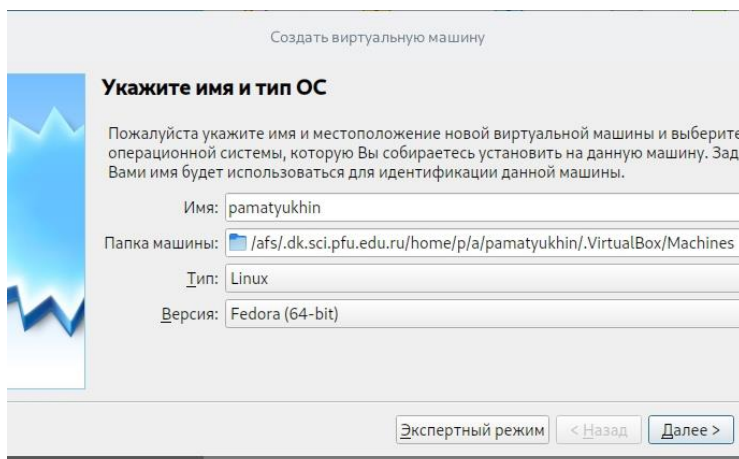 Создать виртуальную машину
Укажите имя и тип ОС
Пожалуйста укажите имя и местоположение новой виртуальной машины и выберите
операционной системы, которую Вы собираетесь установить на данную машину. Зад
Вами имя будет использоваться для идентификации данной машины.
Имя: pamatyukhin
Папка машины: /afs/.dk.sci.pfu.edu.ru/home/p/a/pamatyukhin/.VirtualBox/Machines
Тип: Linux
Версия: Fedora (64-bit)
Экспертный режим < Назад Далее >